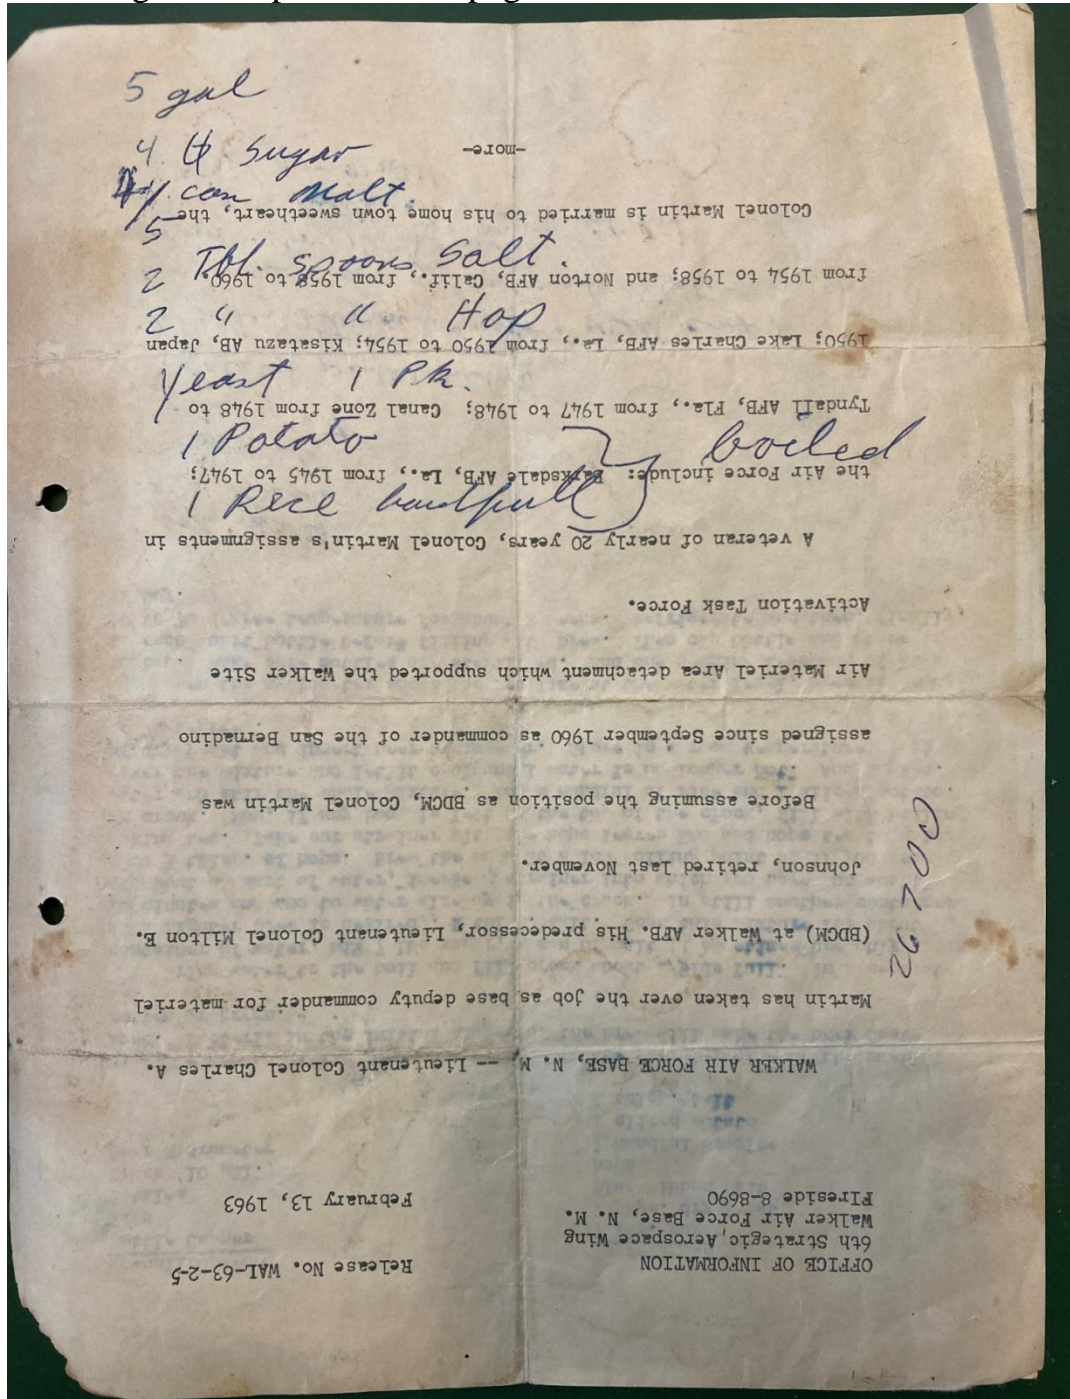 5 gal
4 # Sugar
1 can Malt.
5
2 Tbl. spoons Salt.
2 " " Hop
Yeast 1 Pk.
1 Potato
boiled
1 Rice handfull
26 700
OFFICE OF INFORMATION
6th Strategic Aerospace Wing
Walker Air Force Base, N. M.
FIreside 8-8690
Release No. WAL-63-2-5
February 13, 1963
WALKER AIR FORCE BASE, N. M. -- Lieutenant Colonel Charles A.
Martin has taken over the job as base deputy commander for materiel
(BDCM) at Walker AFB. His predecessor, Lieutenant Colonel Milton E.
Johnson, retired last November.
Before assuming the position as BDCM, Colonel Martin was
assigned since September 1960 as commander of the San Bernadino
Air Materiel Area detachment which supported the Walker Site
Activation Task Force.
A veteran of nearly 20 years, Colonel Martin's assignments in
the Air Force include: Barksdale AFB, La., from 1945 to 1947;
Tyndall AFB, Fla., from 1947 to 1948; Canal Zone from 1948 to
1950; Lake Charles AFB, La., from 1950 to 1954; Kisatazu AB, Japan
from 1954 to 1958; and Norton AFB, Calif., from 1958 to 1960.
Colonel Martin is married to his home town sweetheart, the
-more-